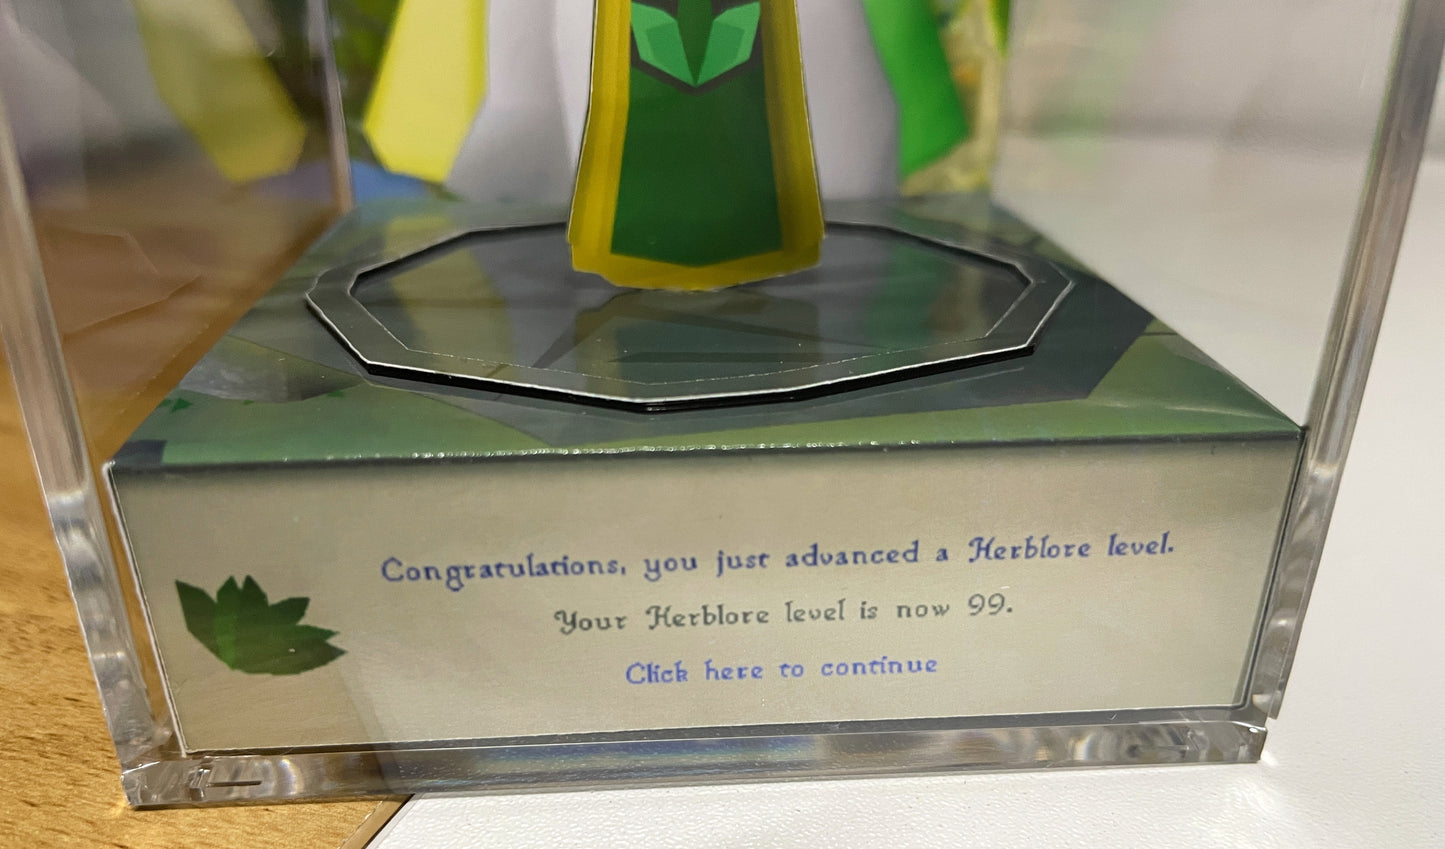 Congratulations, you just advanced a Herblore level.
Your Herblore level is now 99.
Click here to continue